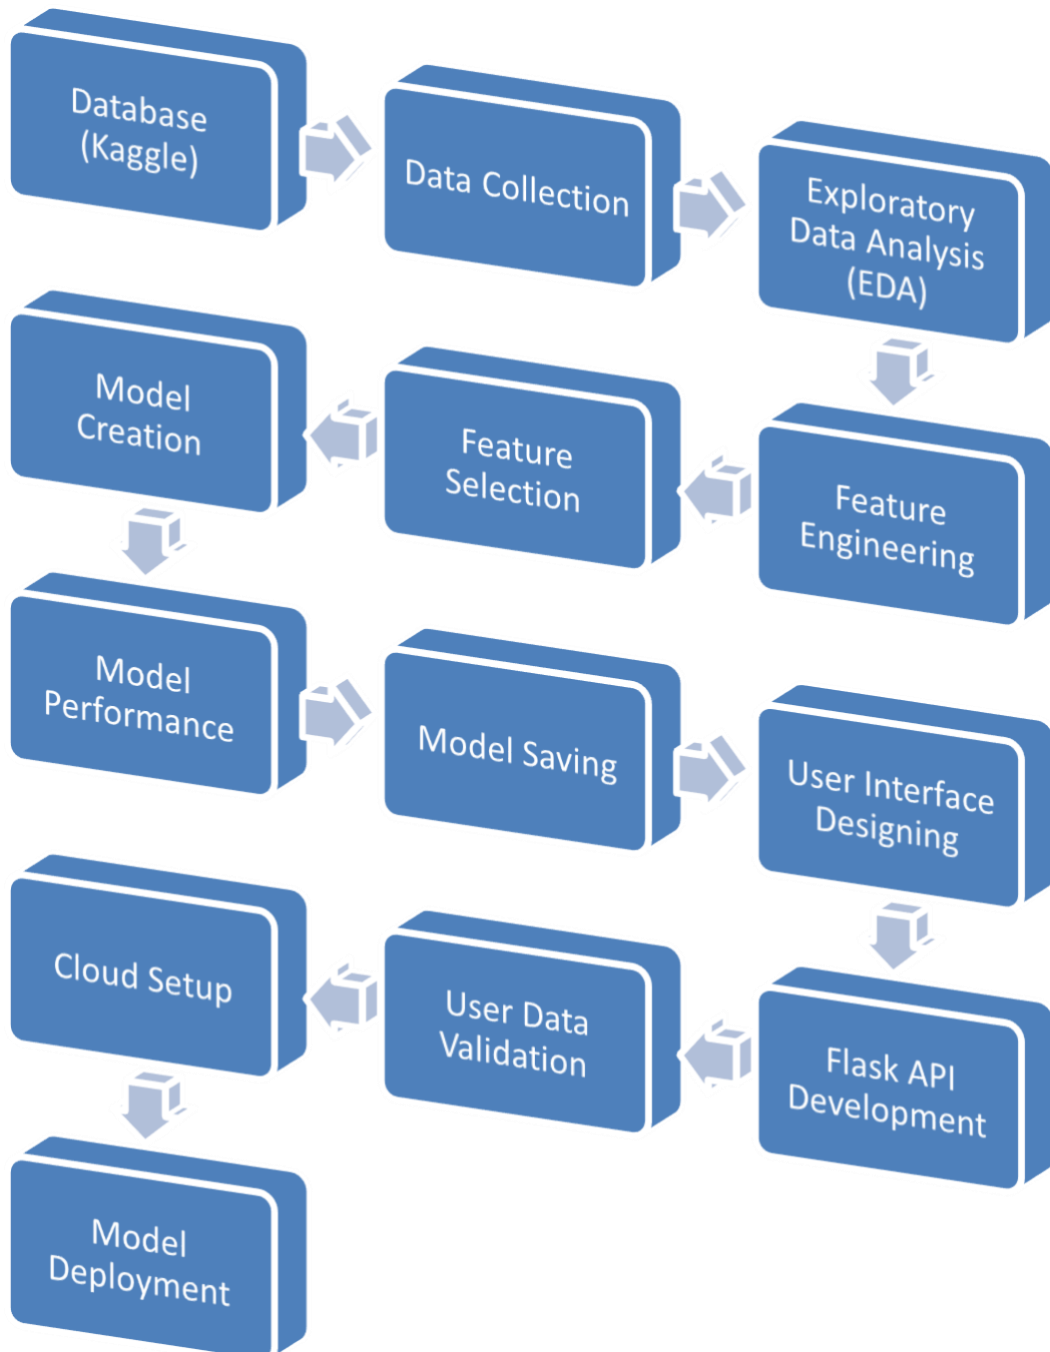 Database
(Kaggle)
Data Collection
Exploratory
Data Analysis
(EDA)
Feature
Engineering
Feature
Selection
Model
Creation
Model
Performance
Model Saving
User Interface
Designing
Flask API
Development
User Data
Validation
Cloud Setup
Model
Deployment